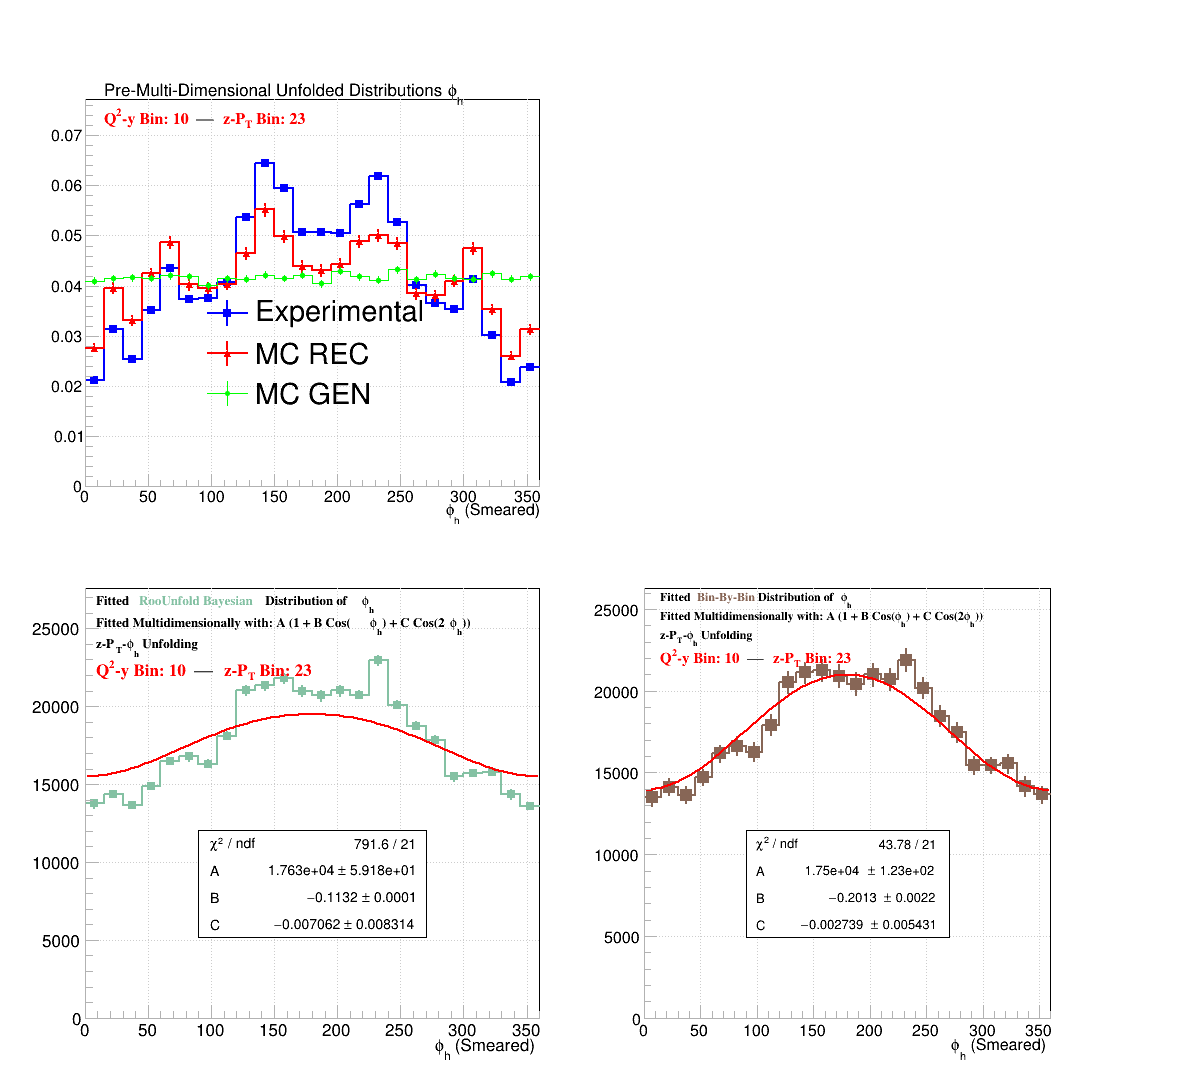 Pre-Multi-Dimensional Unfolded Distributions ϕh
Q²-y Bin: 10 — z-PT Bin: 23
0.07
0.06
0.05
0.04
0.03
0.02
0.01
0
Experimental
MC REC
MC GEN
0 50 100 150 200 250 300 350
ϕh (Smeared)
Fitted RooUnfold Bayesian Distribution of ϕh
Fitted Multidimensionally with: A (1 + B Cos( ϕh) + C Cos(2 ϕh))
z-PT-ϕh Unfolding
Q²-y Bin: 10 — z-PT Bin: 23
25000
20000
15000
10000
5000
0
χ² / ndf 791.6 / 21
A 1.763e+04 ± 5.918e+01
B −0.1132 ± 0.0001
C −0.007062 ± 0.008314
0 50 100 150 200 250 300 350
ϕh (Smeared)
Fitted Bin-By-Bin Distribution of ϕh
Fitted Multidimensionally with: A (1 + B Cos(ϕh) + C Cos(2ϕh))
z-PT-ϕh Unfolding
Q²-y Bin: 10 — z-PT Bin: 23
25000
20000
15000
10000
5000
0
χ² / ndf 43.78 / 21
A 1.75e+04 ± 1.23e+02
B −0.2013 ± 0.0022
C −0.002739 ± 0.005431
0 50 100 150 200 250 300 350
ϕh (Smeared)